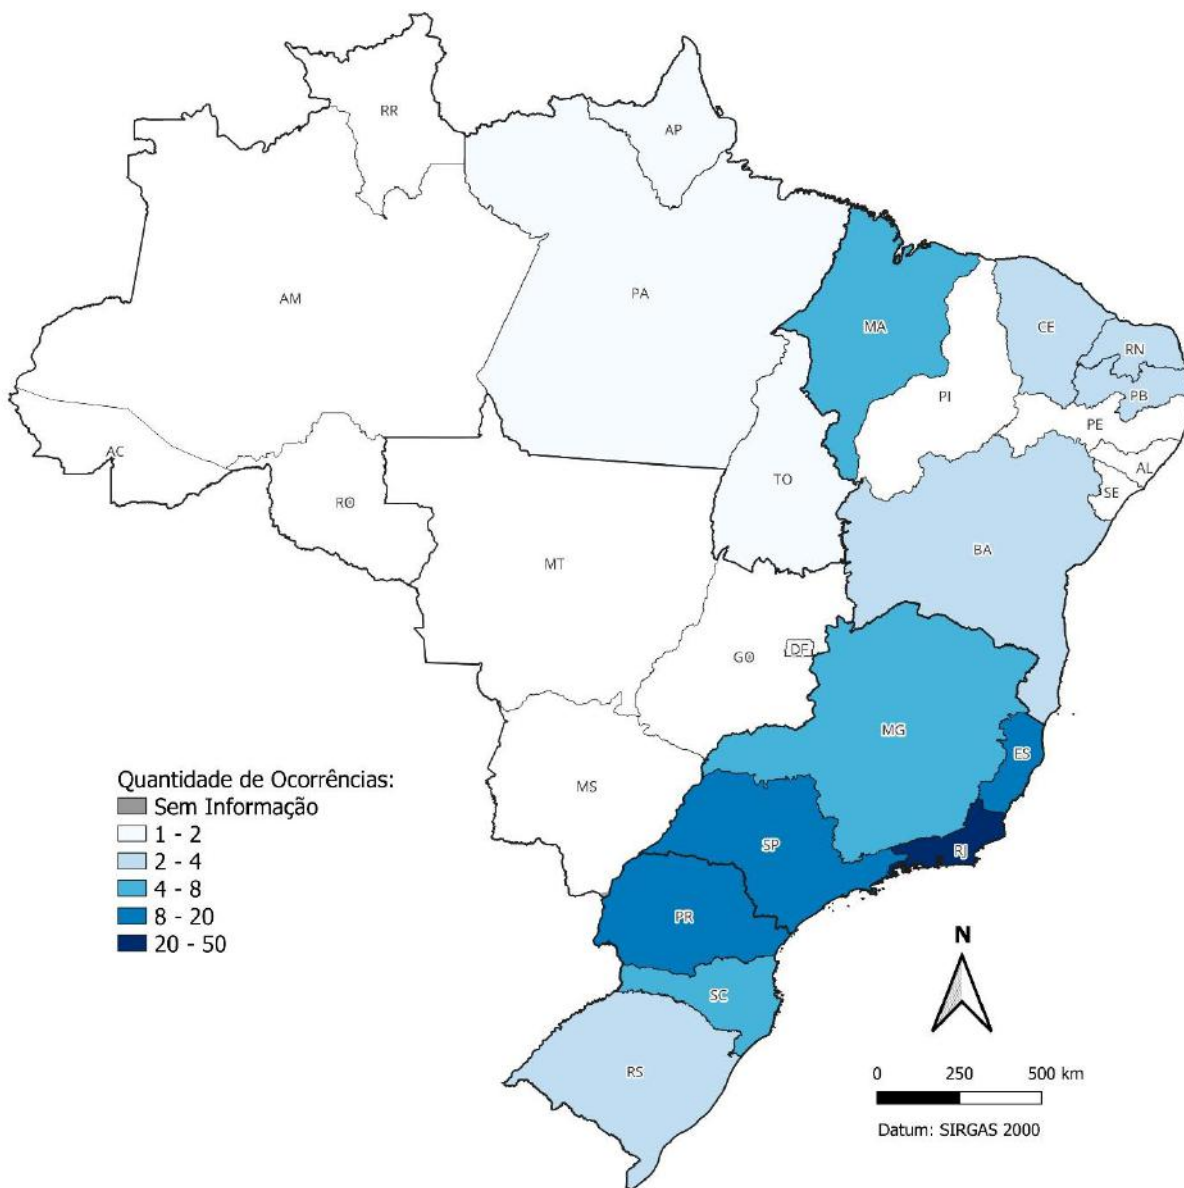 RR
AP
AM
PA
MA
CE
RN
PI
PB
PE
AC
AL
TO
SE
RO
BA
MT
GO
DF
MG
ES
MS
SP
RJ
PR
SC
RS
Quantidade de Ocorrências:
Sem Informação
1 - 2
2 - 4
4 - 8
8 - 20
20 - 50
N
0 250 500 km
Datum: SIRGAS 2000